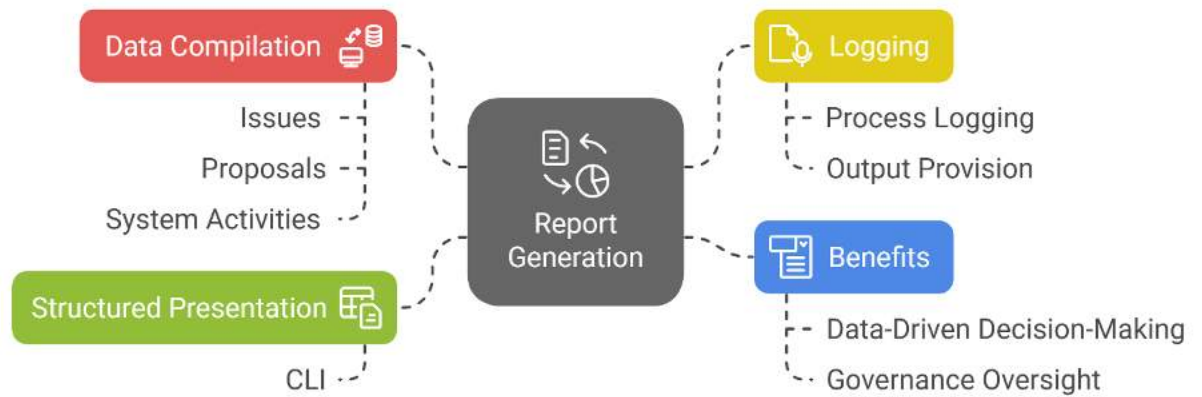 Data Compilation
Issues
Proposals
System Activities
Structured Presentation
CLI
Report
Generation
Logging
Process Logging
Output Provision
Benefits
Data-Driven Decision-Making
Governance Oversight